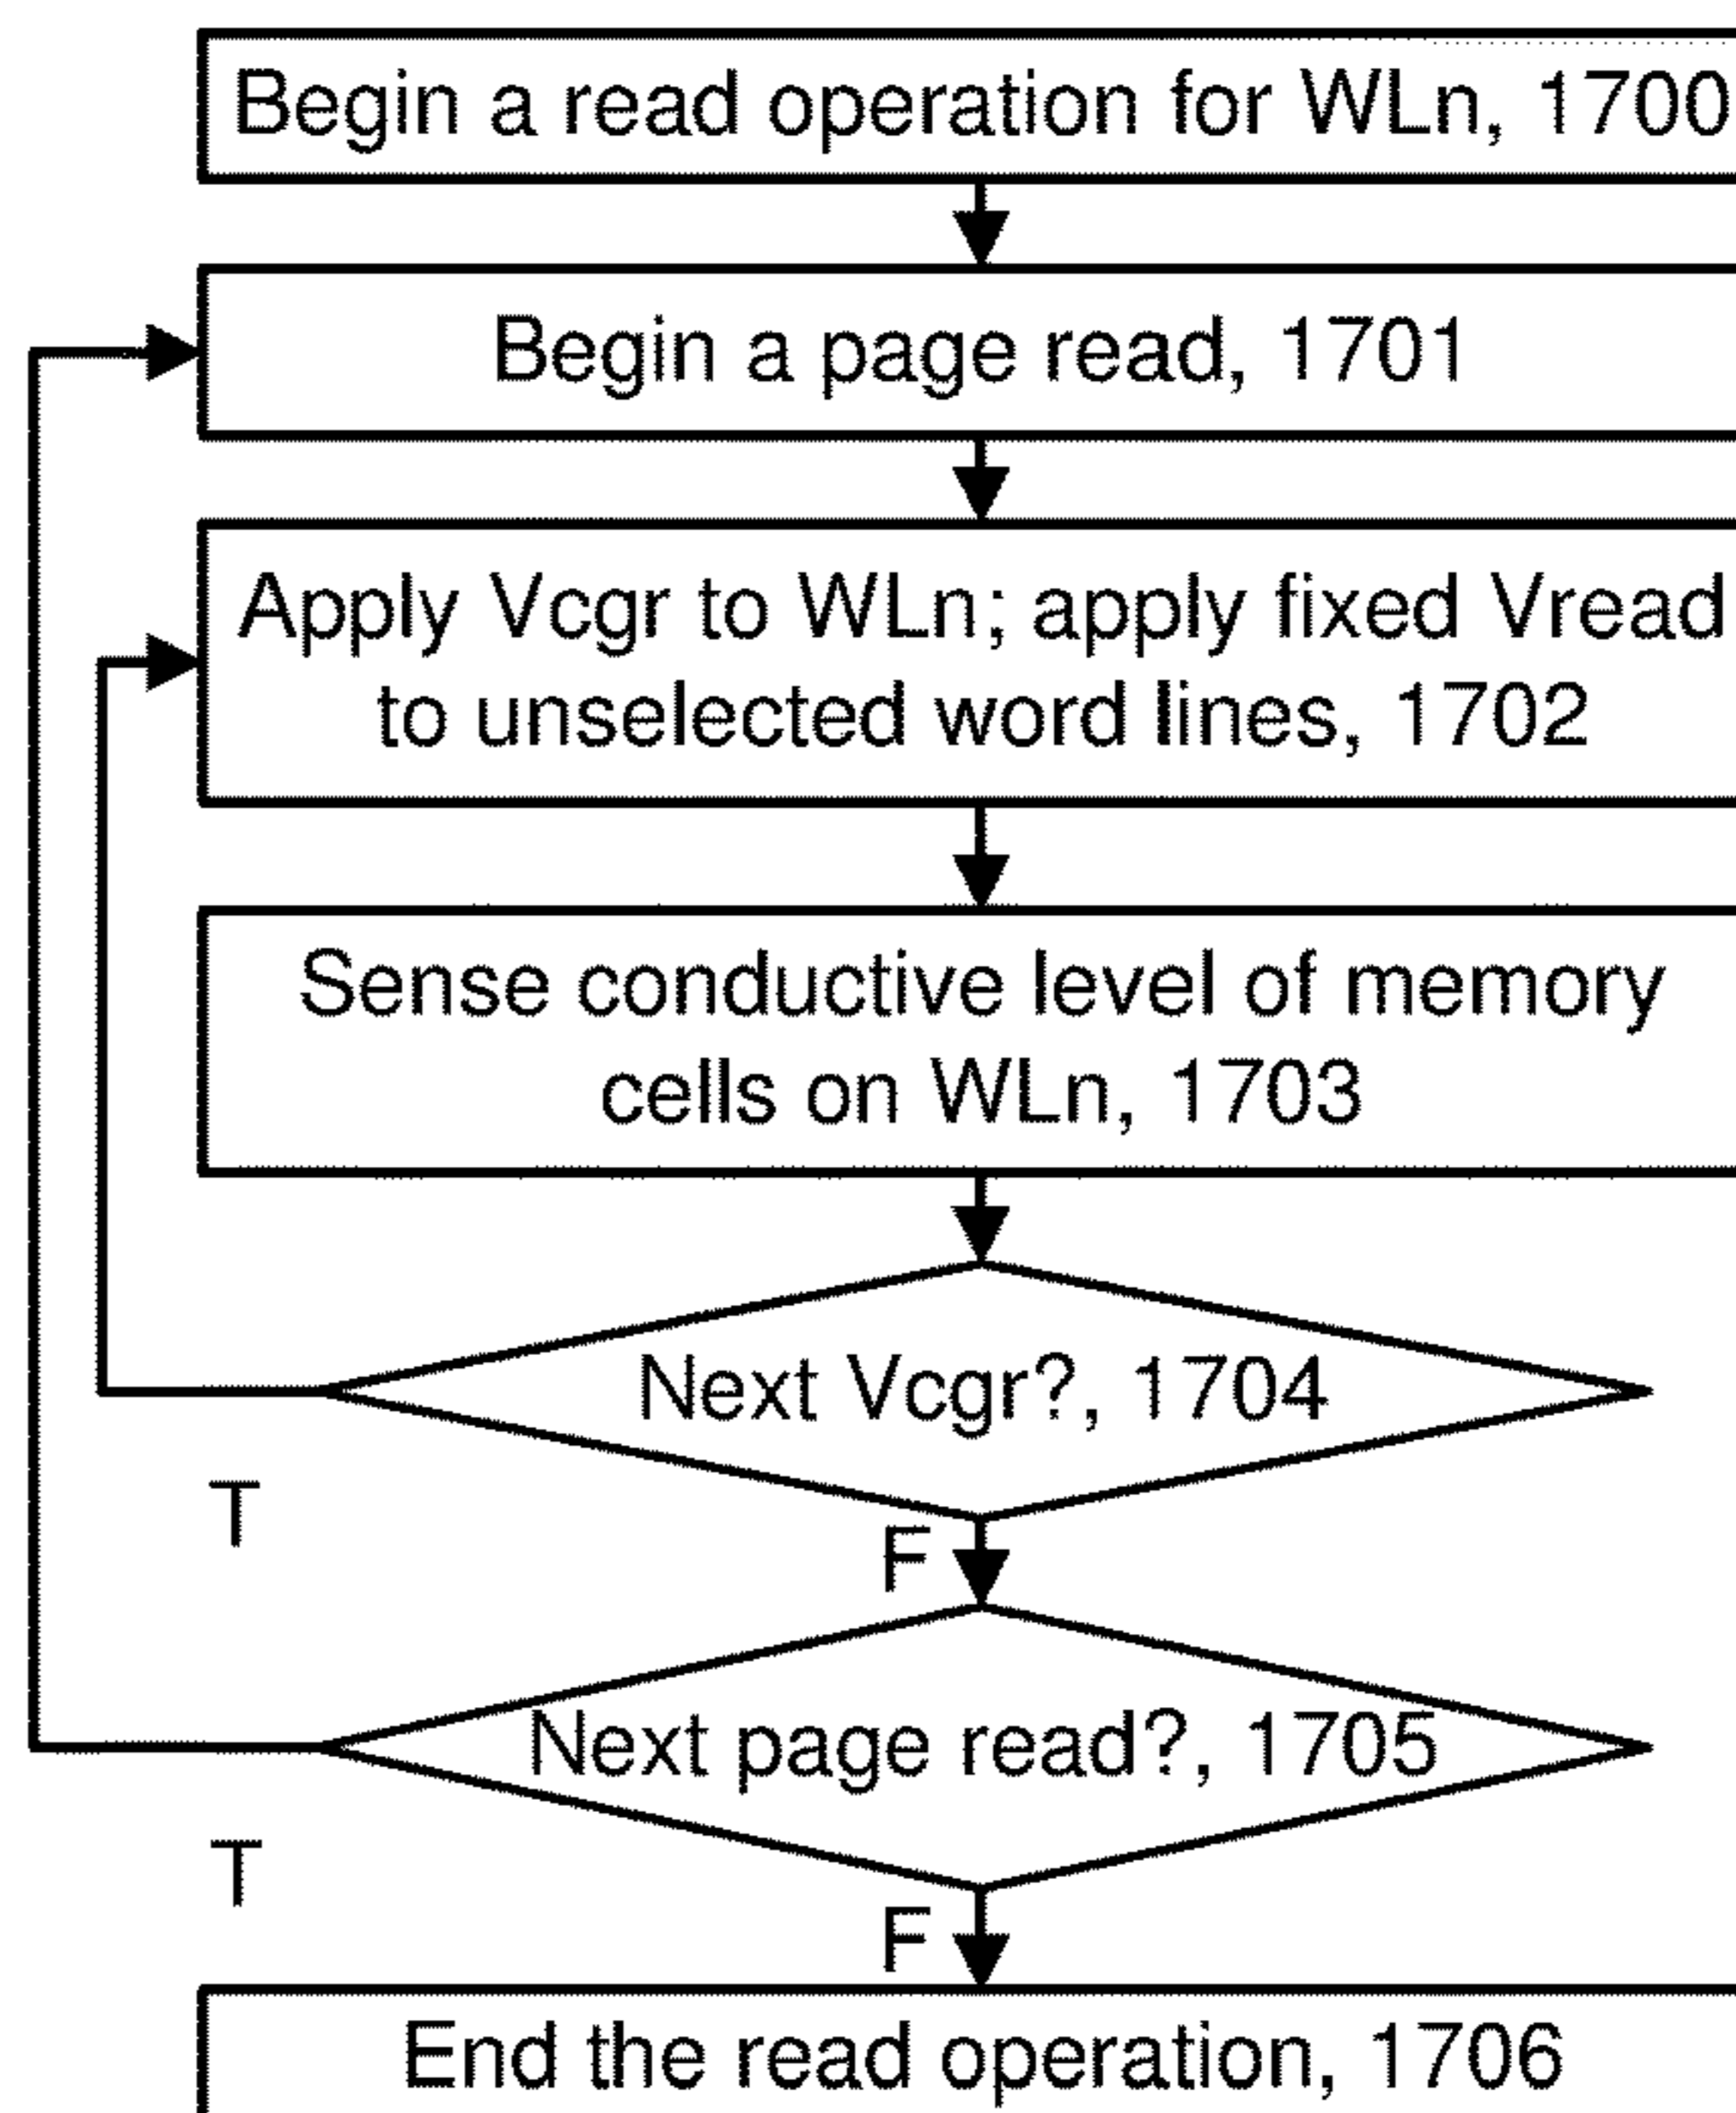 Begin a read operation for WLn, 1700
Begin a page read, 1701
Apply Vcgr to WLn; apply fixed Vread
to unselected word lines, 1702
Sense conductive level of memory
cells on WLn, 1703
Next Vcgr?, 1704
T
F
Next page read?, 1705
T
F
End the read operation, 1706